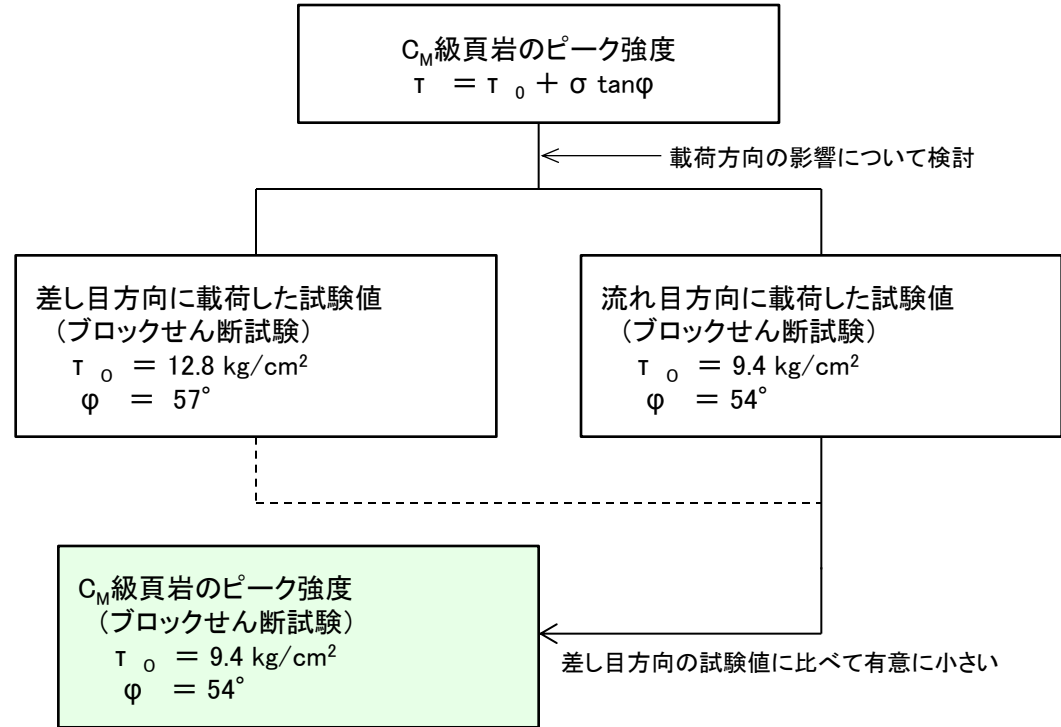 CM級頁岩のピーク強度
τ = τ0 + σ tanφ
載荷方向の影響について検討
差し目方向に載荷した試験値
(ブロックせん断試験)
τ0 = 12.8 kg/cm²
φ = 57°
流れ目方向に載荷した試験値
(ブロックせん断試験)
τ0 = 9.4 kg/cm²
φ = 54°
CM級頁岩のピーク強度
(ブロックせん断試験)
τ0 = 9.4 kg/cm²
φ = 54°
差し目方向の試験値に比べて有意に小さい